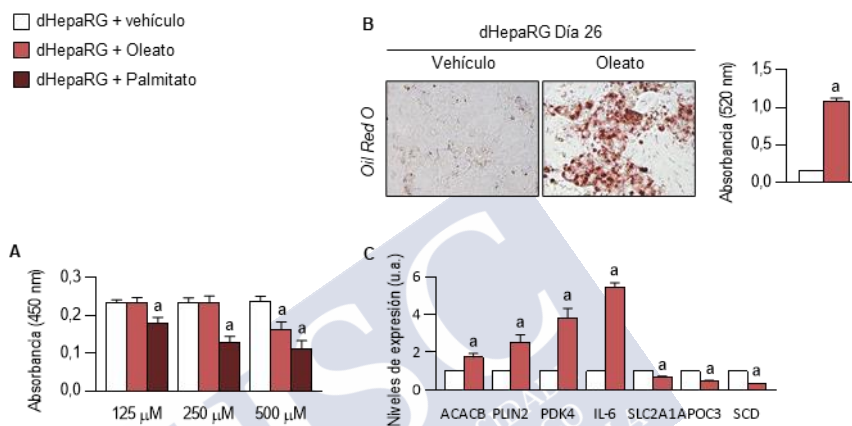 dHepaRG + vehículo
dHepaRG + Oleato
dHepaRG + Palmitato
B
dHepaRG Día 26
Vehículo
Oleato
Oil Red O
Absorbancia (520 nm)
1,5
1,0
0,5
0,0
a
A
Absorbancia (450 nm)
0,3
0,2
0,1
0,0
a
a
a
a
125 µM
250 µM
500 µM
C
Niveles de expresión (u.a.)
6
4
2
0
a
a
a
a
a
a
a
ACACB
PLIN2
PDK4
IL-6
SLC2A1
APOC3
SCD
USC